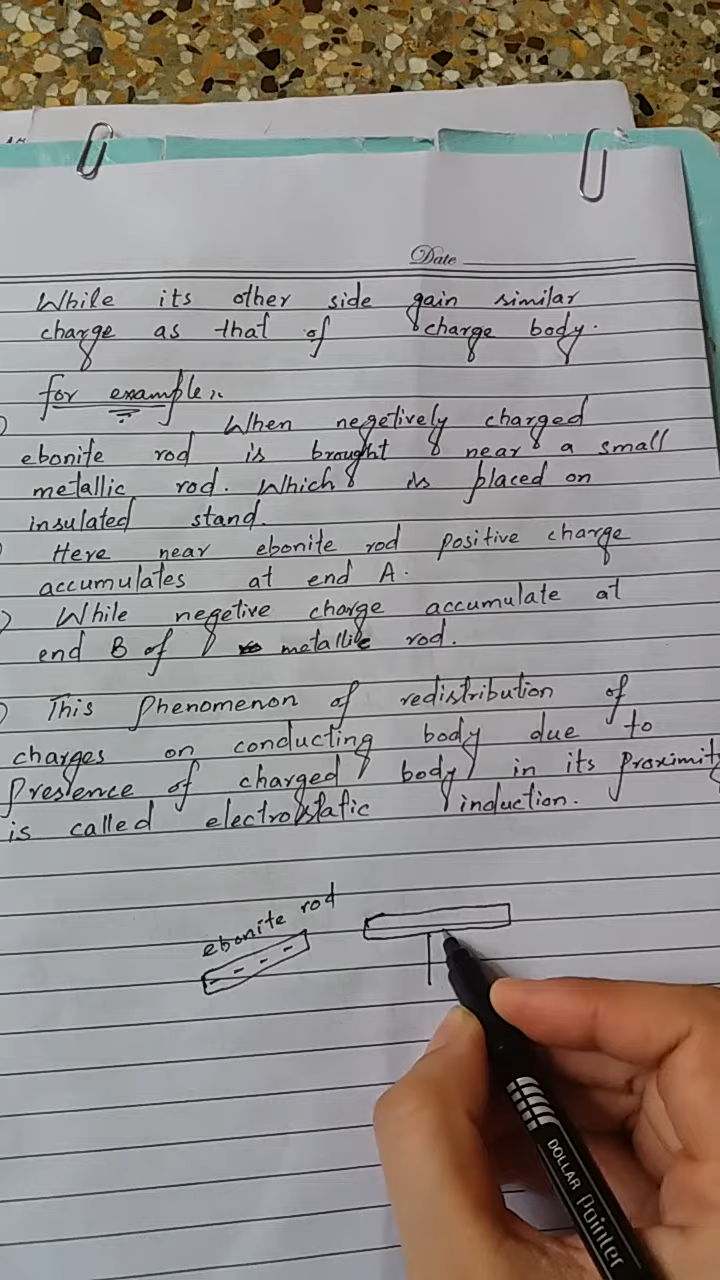 Date
While its other side gain similar
charge as that of charge body.
for example:
When negetively charged
ebonite rod is brought near a small
metallic rod. Which is placed on
insulated stand.
Here near ebonite rod positive charge
accumulates at end A.
While negetive charge accumulate at
end B of metallic rod.
This Phenomenon of redistribution of
charges on conducting body due to
Presence of charged body in its proximity
is called electrostatic induction.
ebonite rod
DOLLAR Pointer